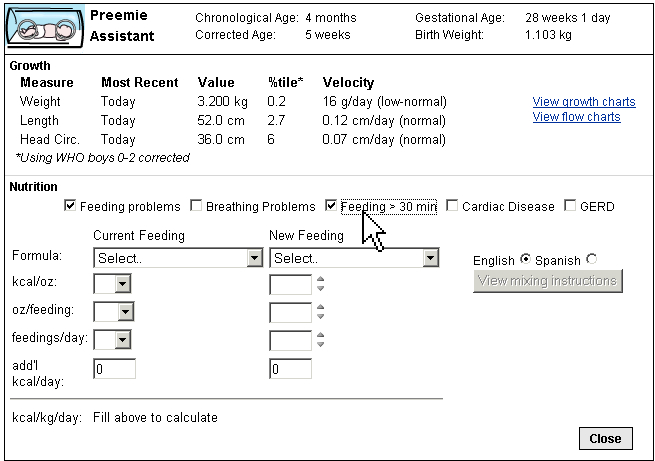 Preemie Assistant
Chronological Age: 4 months Gestational Age: 28 weeks 1 day
Corrected Age: 5 weeks Birth Weight: 1.103 kg
Growth
Measure Most Recent Value %tile* Velocity
Weight Today 3.200 kg 0.2 16 g/day (low-normal) View growth charts
Length Today 52.0 cm 2.7 0.12 cm/day (normal) View flow charts
Head Circ. Today 36.0 cm 6 0.07 cm/day (normal)
*Using WHO boys 0-2 corrected
Nutrition
Feeding problems Breathing Problems Feeding > 30 min Cardiac Disease GERD
Current Feeding New Feeding
Formula: Select.. Select.. English Spanish
kcal/oz: View mixing instructions
oz/feeding:
feedings/day:
add'l
kcal/day: 0 0
kcal/kg/day: Fill above to calculate
Close